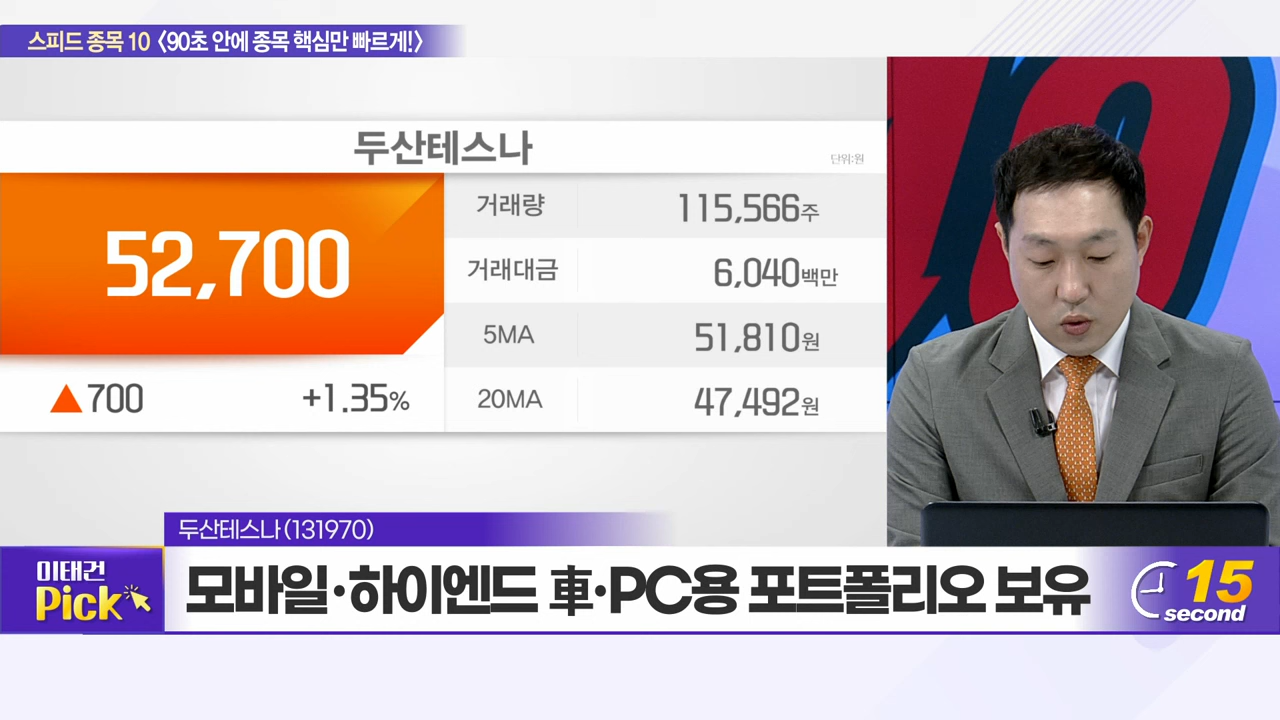 스피드 종목 10 〈90초 안에 종목 핵심만 빠르게!〉
두산테스나
단위:원
52,700
▲700 +1.35%
거래량 115,566주
거래대금 6,040백만
5MA 51,810원
20MA 47,492원
두산테스나(131970)
이태건
Pick
모바일·하이엔드 車·PC용 포트폴리오 보유
15
second